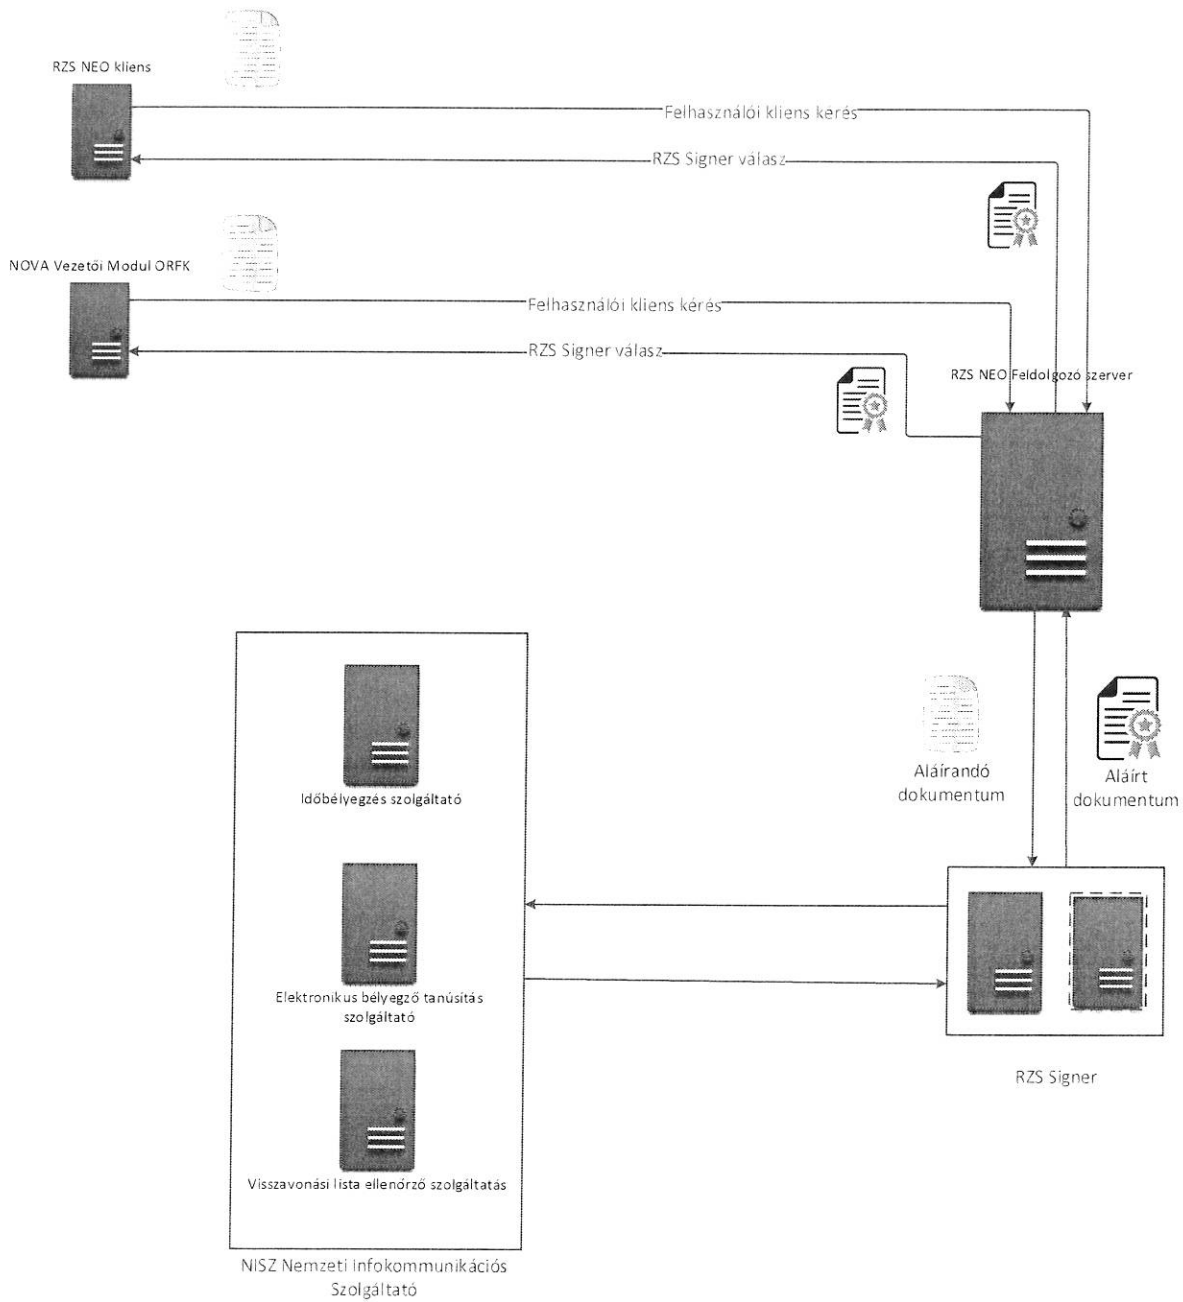 RZS NEO kliens
Felhasználói kliens kérés
RZS Signer válasz
NOVA Vezetői Modul ORFK
Felhasználói kliens kérés
RZS Signer válasz
RZS NEO Feldolgozó szerver
Aláírandó
dokumentum
Aláírt
dokumentum
Időbélyegzés szolgáltató
Elektronikus bélyegző tanúsítás
szolgáltató
RZS Signer
Visszavonási lista ellenőrző szolgáltatás
NISZ Nemzeti Infokommunikációs
Szolgáltató